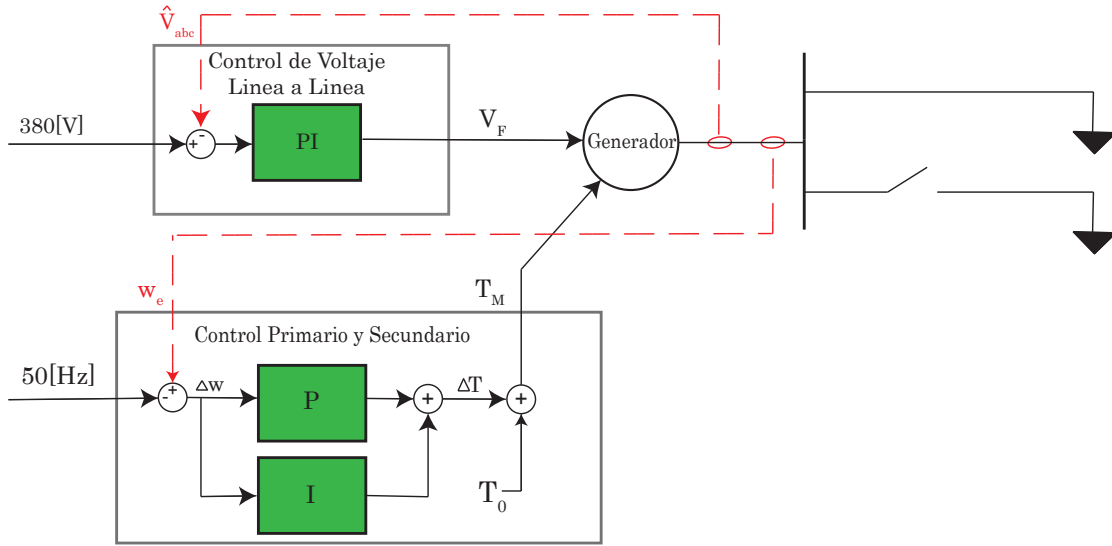 V̂abc
Control de Voltaje
Linea a Linea
380[V]
+
-
PI
VF
Generador
we
TM
Control Primario y Secundario
50[Hz]
-
+
Δw
P
+
ΔT
+
I
T0